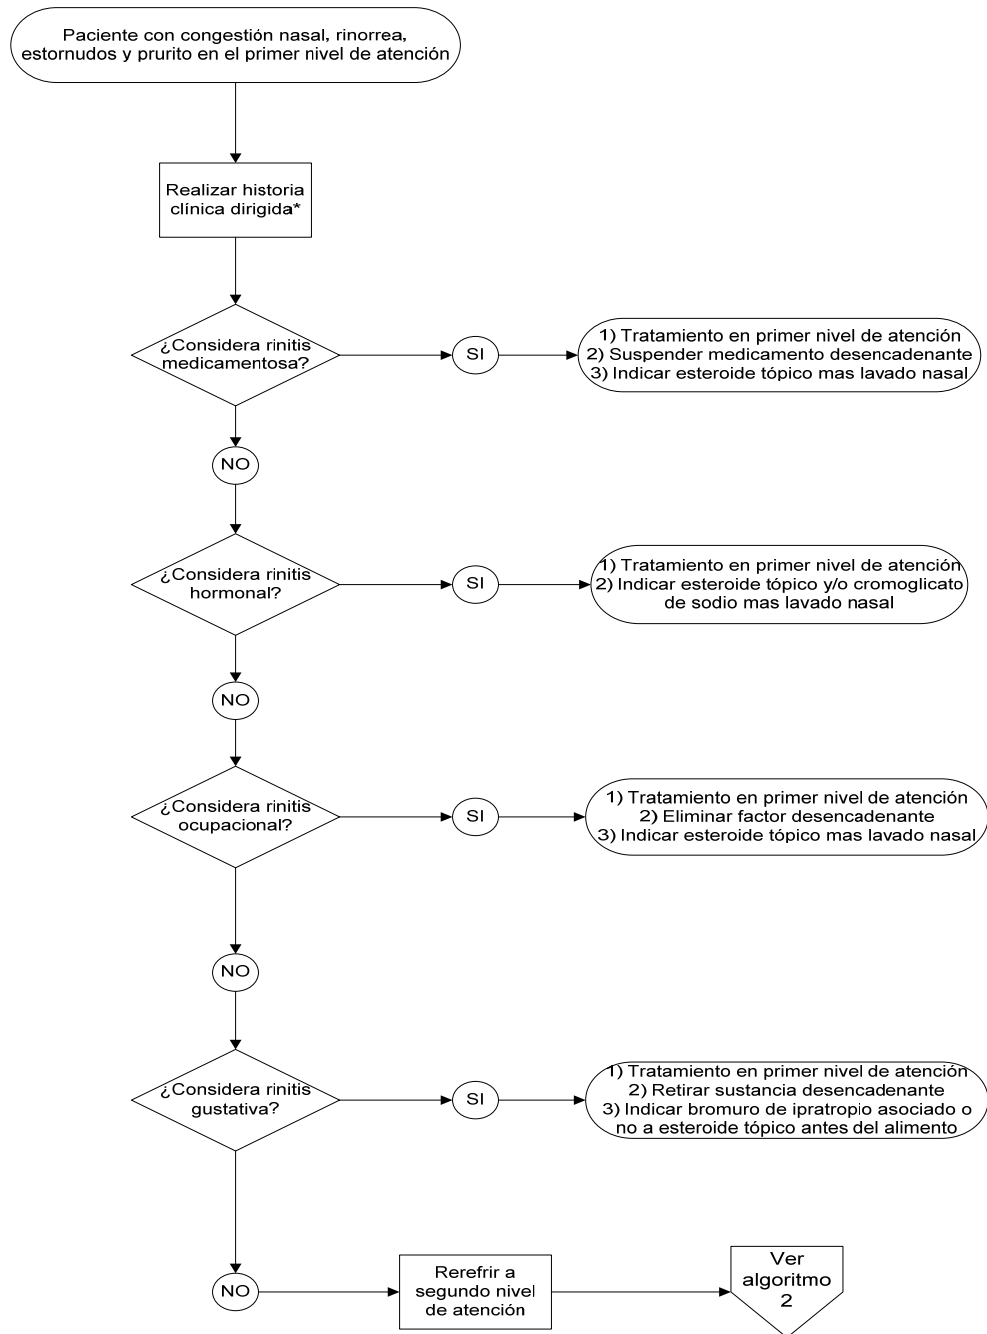 Paciente con congestión nasal, rinorrea,
estornudos y prurito en el primer nivel de atención
Realizar historia
clínica dirigida*
¿Considera rinitis
medicamentosa?
SI
1) Tratamiento en primer nivel de atención
2) Suspender medicamento desencadenante
3) Indicar esteroide tópico mas lavado nasal
NO
¿Considera rinitis
hormonal?
SI
1) Tratamiento en primer nivel de atención
2) Indicar esteroide tópico y/o cromoglicato
de sodio mas lavado nasal
NO
¿Considera rinitis
ocupacional?
SI
1) Tratamiento en primer nivel de atención
2) Eliminar factor desencadenante
3) Indicar esteroide tópico mas lavado nasal
NO
¿Considera rinitis
gustativa?
SI
1) Tratamiento en primer nivel de atención
2) Retirar sustancia desencadenante
3) Indicar bromuro de ipratropio asociado o
no a esteroide tópico antes del alimento
NO
Rerefrir a
segundo nivel
de atención
Ver
algoritmo
2